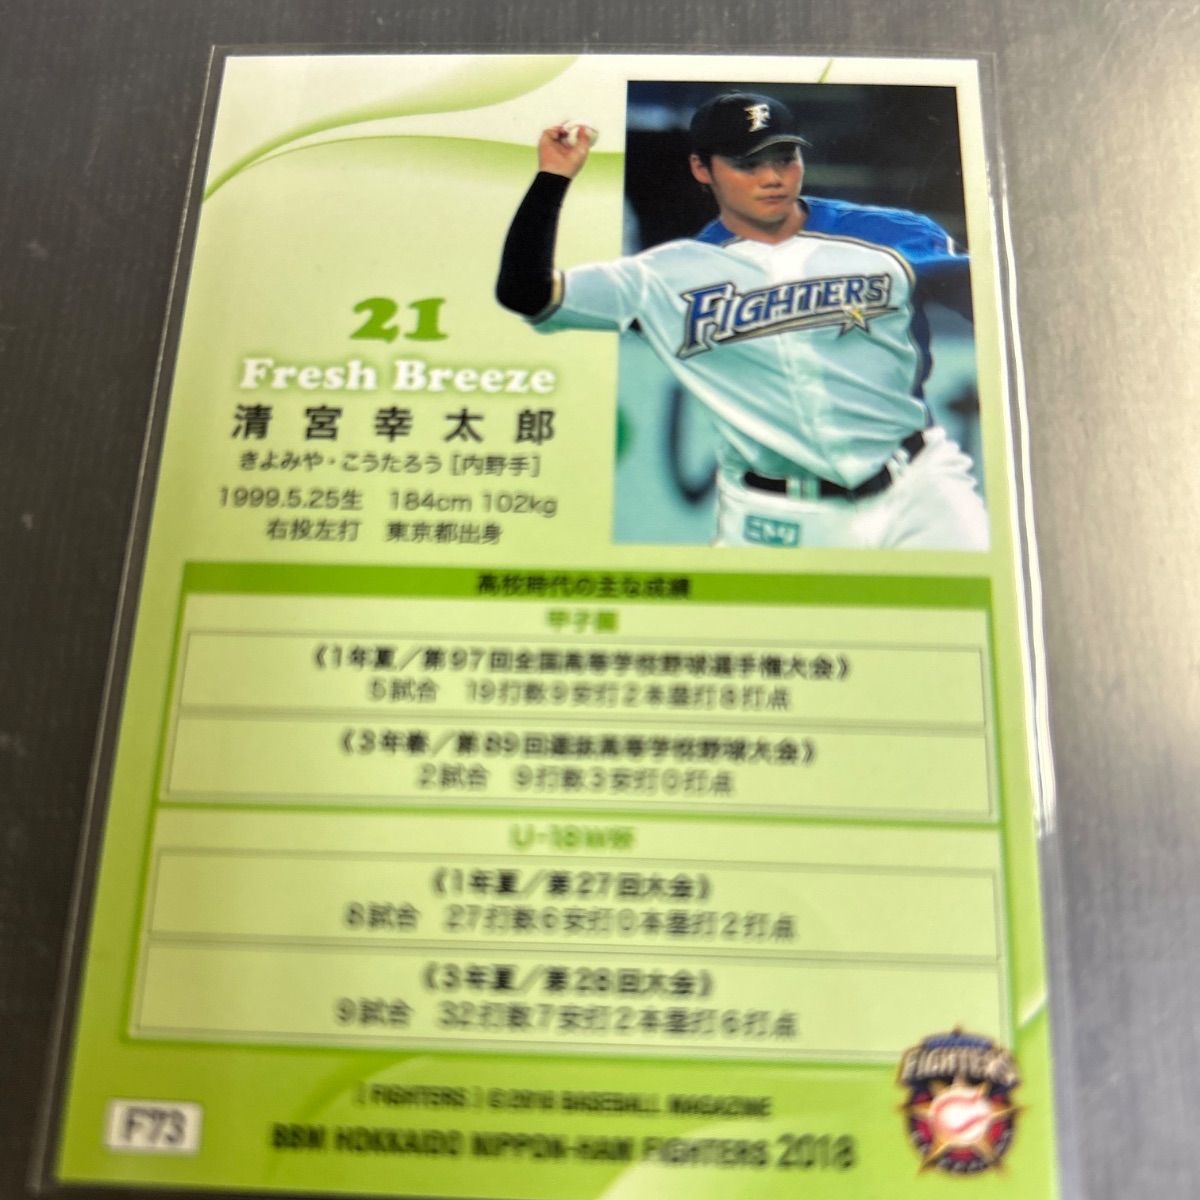 F
FIGHTERS
ニトリ
21
Fresh Breeze
清宮幸太郎
きよみや・こうたろう [内野手]
1999.5.25生 184cm 102kg
右投左打 東京都出身
高校時代の主な成績
甲子園
《1年夏／第97回全国高等学校野球選手権大会》
5試合 19打数9安打2本塁打8打点
《3年春／第89回選抜高等学校野球大会》
2試合 9打数3安打0打点
U-18W杯
《1年夏／第27回大会》
8試合 27打数6安打0本塁打2打点
《3年夏／第28回大会》
9試合 32打数7安打2本塁打6打点
[FIGHTERS] ©2018 BASEBALL MAGAZINE
BBM HOKKAIDO NIPPON-HAM FIGHTERS 2018
F73
FIGHTERS